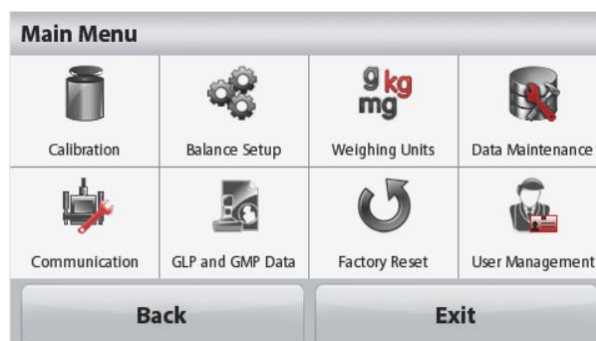 Main Menu
g kg
mg
Calibration
Balance Setup
Weighing Units
Data Maintenance
Communication
GLP and GMP Data
Factory Reset
User Management
Back
Exit